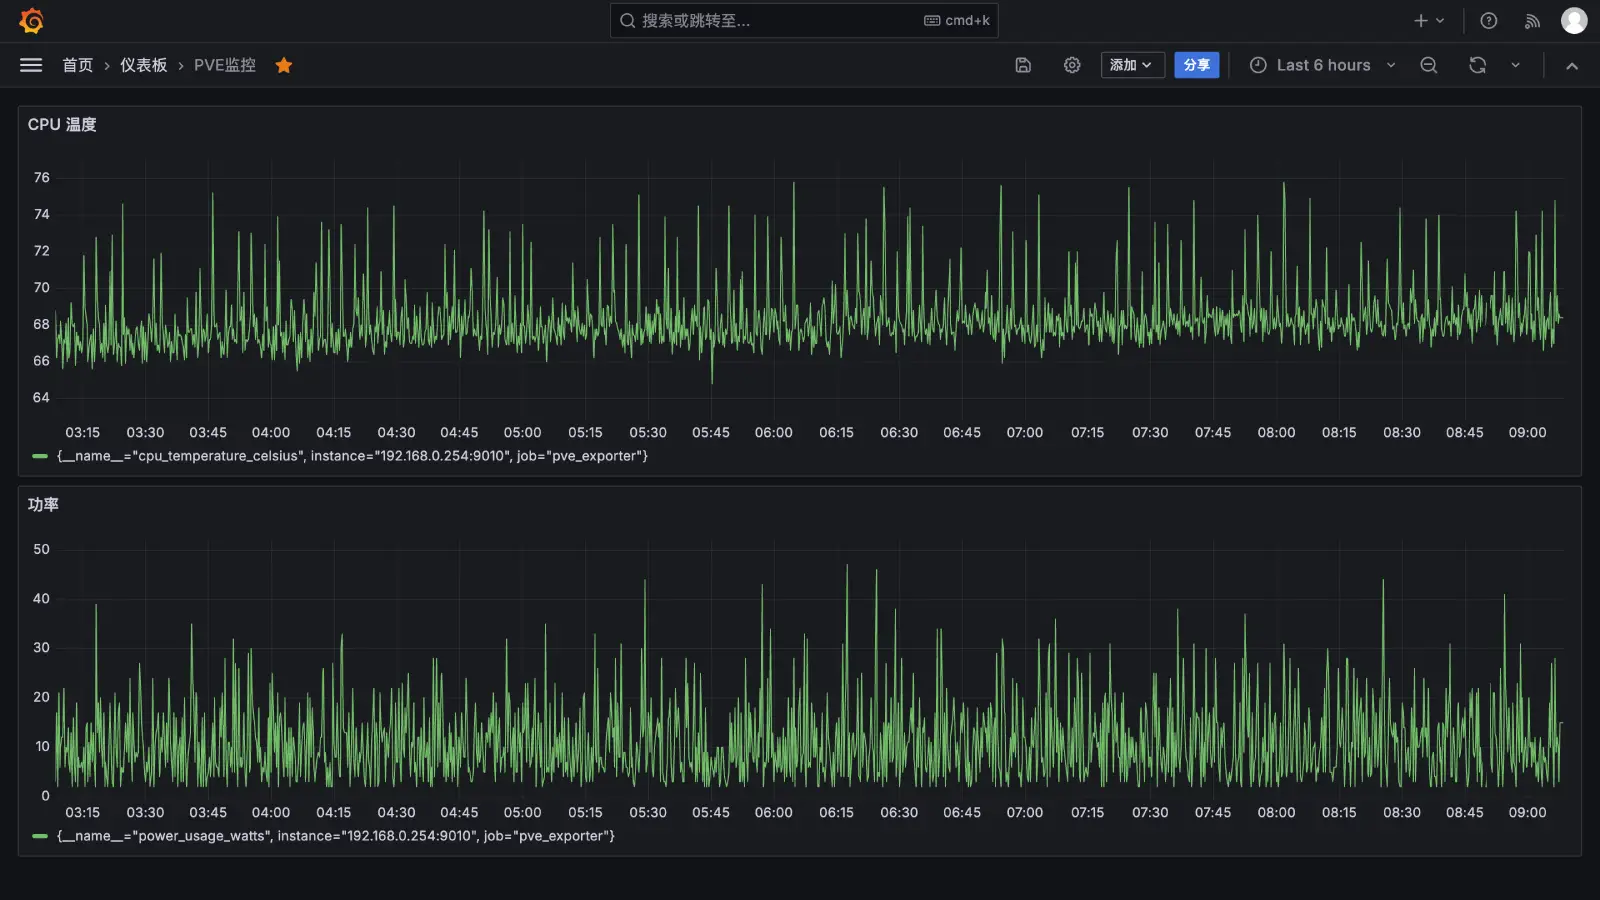 搜索或跳转至... cmd+k
首页 › 仪表板 › PVE监控 添加 分享 Last 6 hours
CPU 温度
76
74
72
70
68
66
64
03:15 03:30 03:45 04:00 04:15 04:30 04:45 05:00 05:15 05:30 05:45 06:00 06:15 06:30 06:45 07:00 07:15 07:30 07:45 08:00 08:15 08:30 08:45 09:00
{__name__="cpu_temperature_celsius", instance="192.168.0.254:9010", job="pve_exporter"}
功率
50
40
30
20
10
0
03:15 03:30 03:45 04:00 04:15 04:30 04:45 05:00 05:15 05:30 05:45 06:00 06:15 06:30 06:45 07:00 07:15 07:30 07:45 08:00 08:15 08:30 08:45 09:00
{__name__="power_usage_watts", instance="192.168.0.254:9010", job="pve_exporter"}